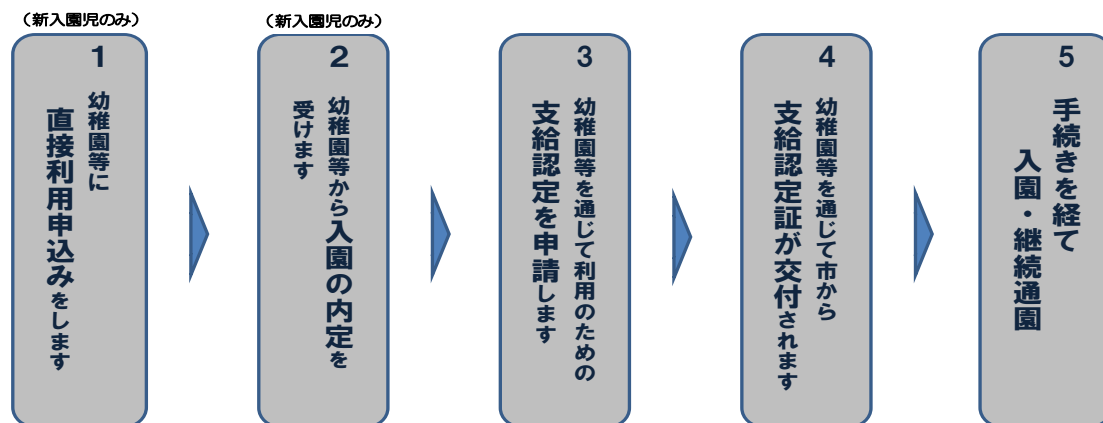 (新入園児のみ)
1
幼稚園等に
直接利用申込みをします
(新入園児のみ)
2
幼稚園等から入園の内定を
受けます
3
幼稚園等を通じて利用のための
支給認定を申請します
4
幼稚園等を通じて市から
支給認定証が交付されます
5
手続きを経て
入園・継続通園